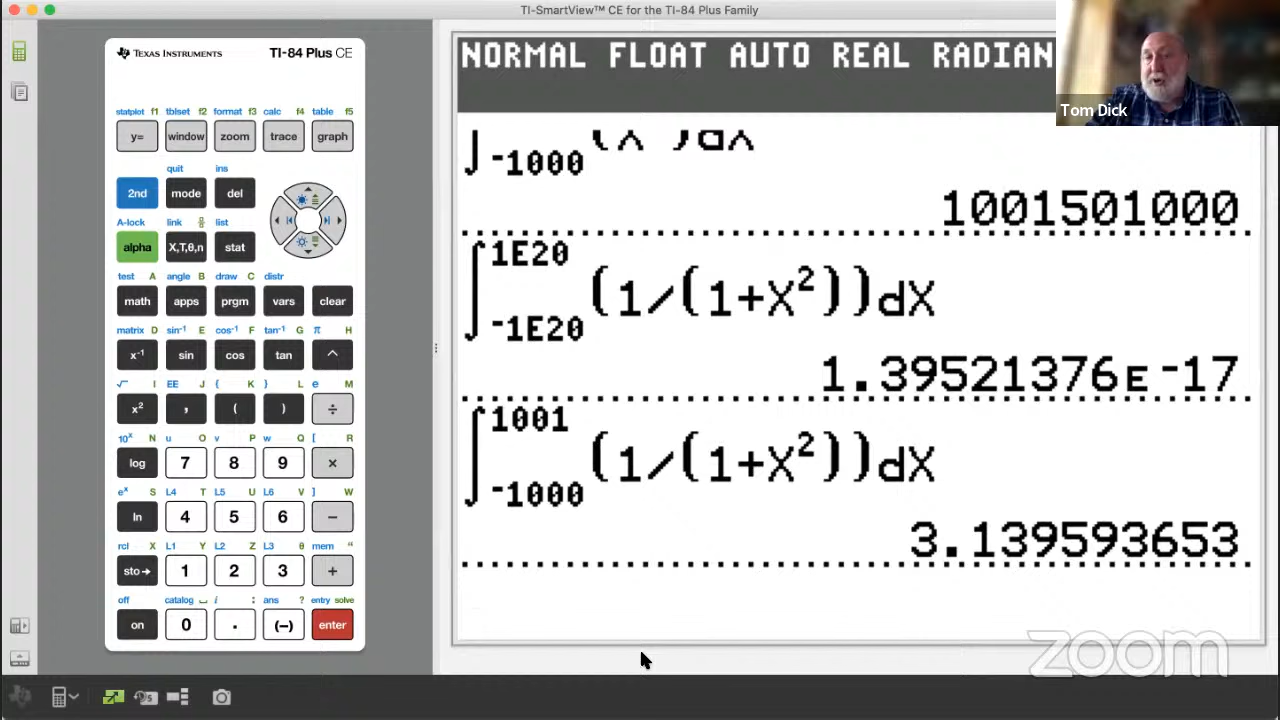 TI-SmartView™ CE for the TI-84 Plus Family
TEXAS INSTRUMENTS TI-84 Plus CE
statplot f1 tblset f2 format f3 calc f4 table f5
y= window zoom trace graph
quit ins
2nd mode del
A-lock link list
alpha X,T,θ,n stat
test A angle B draw C distr
math apps prgm vars clear
matrix D sin⁻¹ E cos⁻¹ F tan⁻¹ G π H
x⁻¹ sin cos tan ^
√ I EE J { K } L e M
x² , ( ) ÷
10ˣ N u O v P w Q [ R
log 7 8 9 ×
eˣ S L4 T L5 U L6 V ] W
ln 4 5 6 −
rcl X L1 Y L2 Z L3 θ mem "
sto→ 1 2 3 +
off catalog ⎵ i : ans ? entry solve
on 0 . (−) enter
NORMAL FLOAT AUTO REAL RADIAN
Tom Dick
∫ -1000 (X )dX
1001501000
∫ -1E20 1E20 (1/(1+X²))dX
1.39521376E-17
∫ -1000 1001 (1/(1+X²))dX
3.139593653
zoom